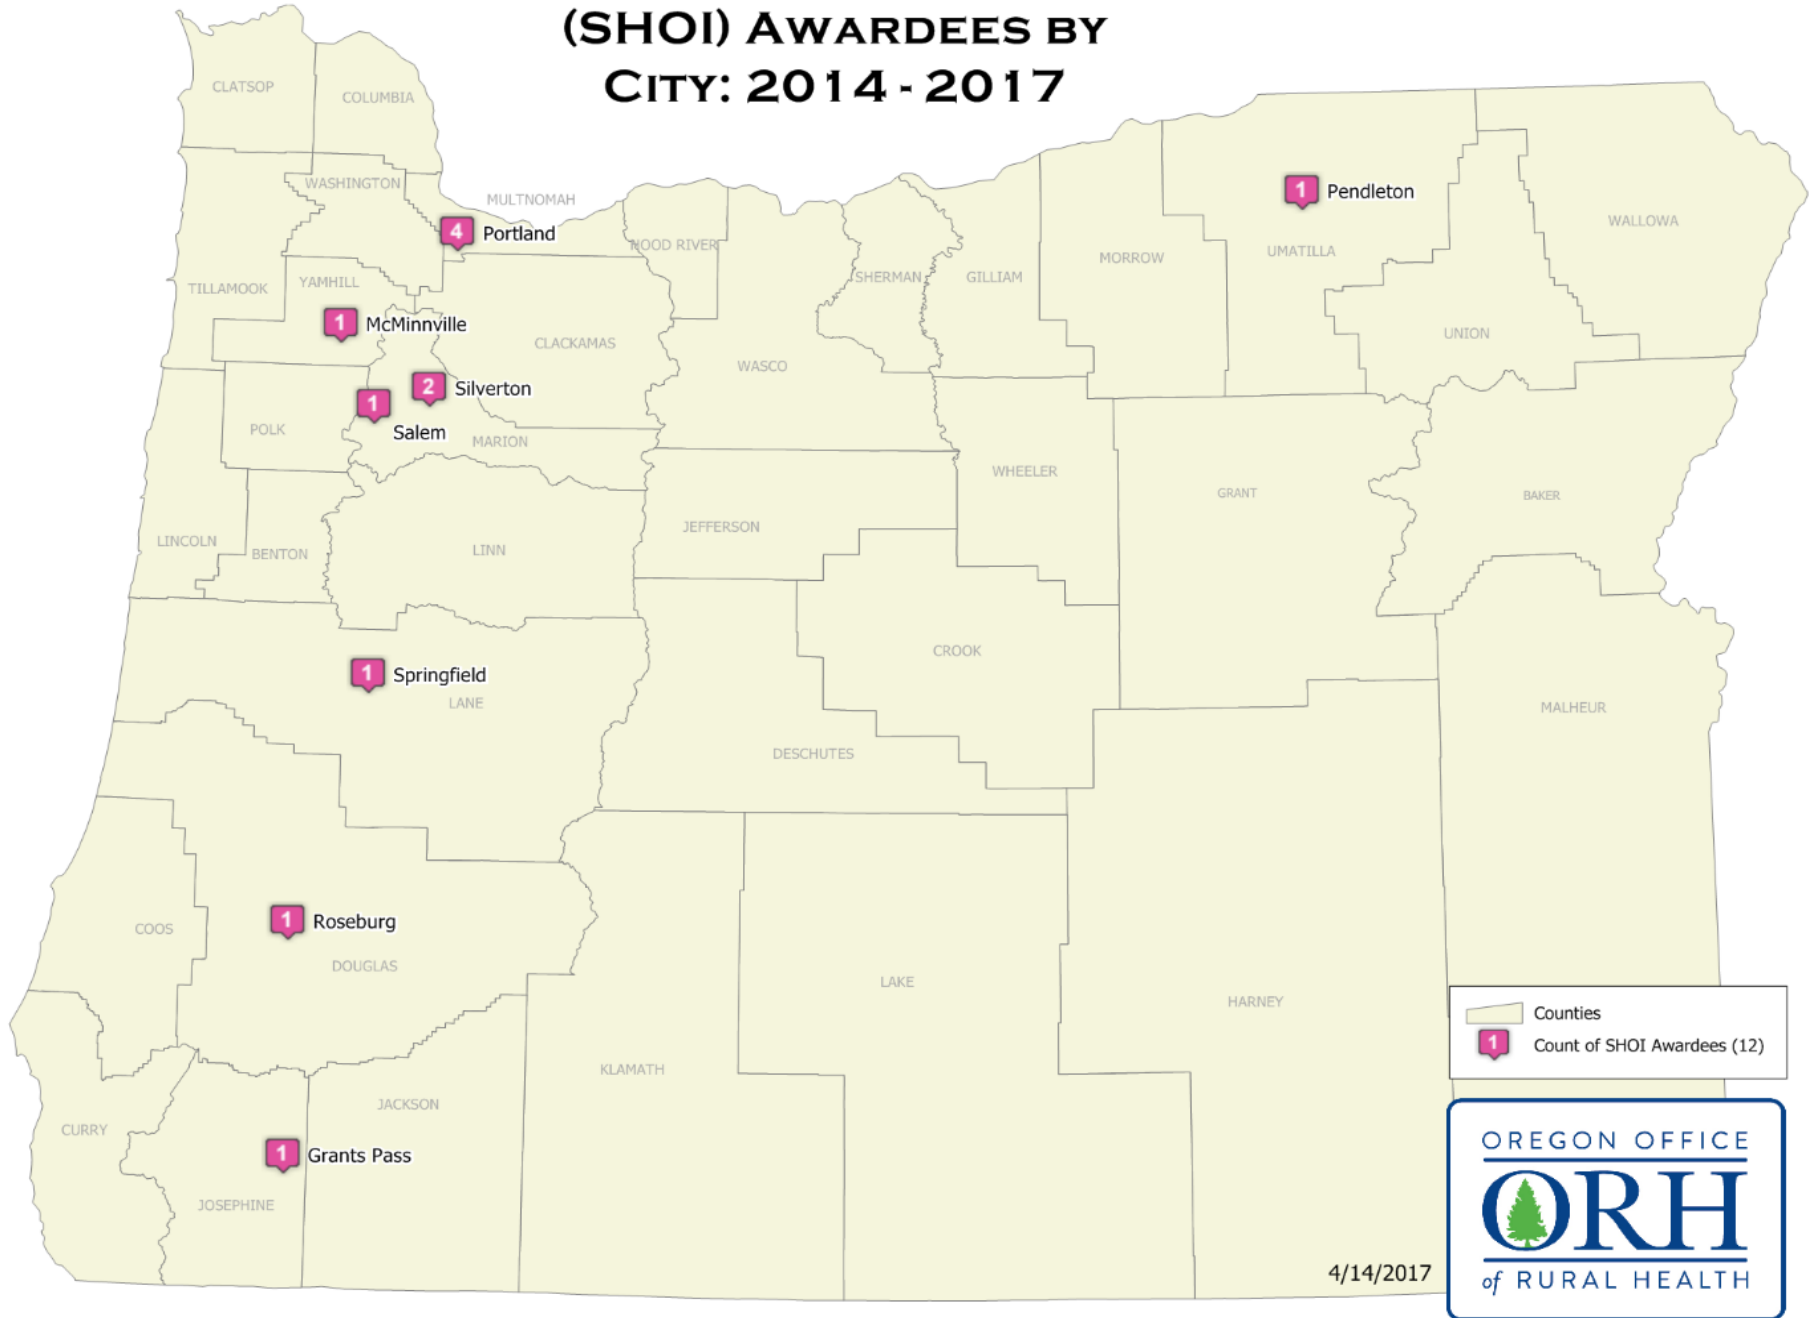 (SHOI) AWARDEES BY
CITY: 2014 - 2017
CLATSOP
COLUMBIA
WASHINGTON
MULTNOMAH
4 Portland
HOOD RIVER
1 Pendleton
WALLOWA
UMATILLA
MORROW
SHERMAN
GILLIAM
TILLAMOOK
YAMHILL
1 McMinnville
CLACKAMAS
UNION
WASCO
2 Silverton
1
Salem
POLK
MARION
WHEELER
GRANT
BAKER
JEFFERSON
LINCOLN
BENTON
LINN
CROOK
1 Springfield
LANE
MALHEUR
DESCHUTES
1 Roseburg
COOS
DOUGLAS
LAKE
HARNEY
KLAMATH
JACKSON
CURRY
1 Grants Pass
JOSEPHINE
Counties
1 Count of SHOI Awardees (12)
4/14/2017
OREGON OFFICE
ORH
of RURAL HEALTH